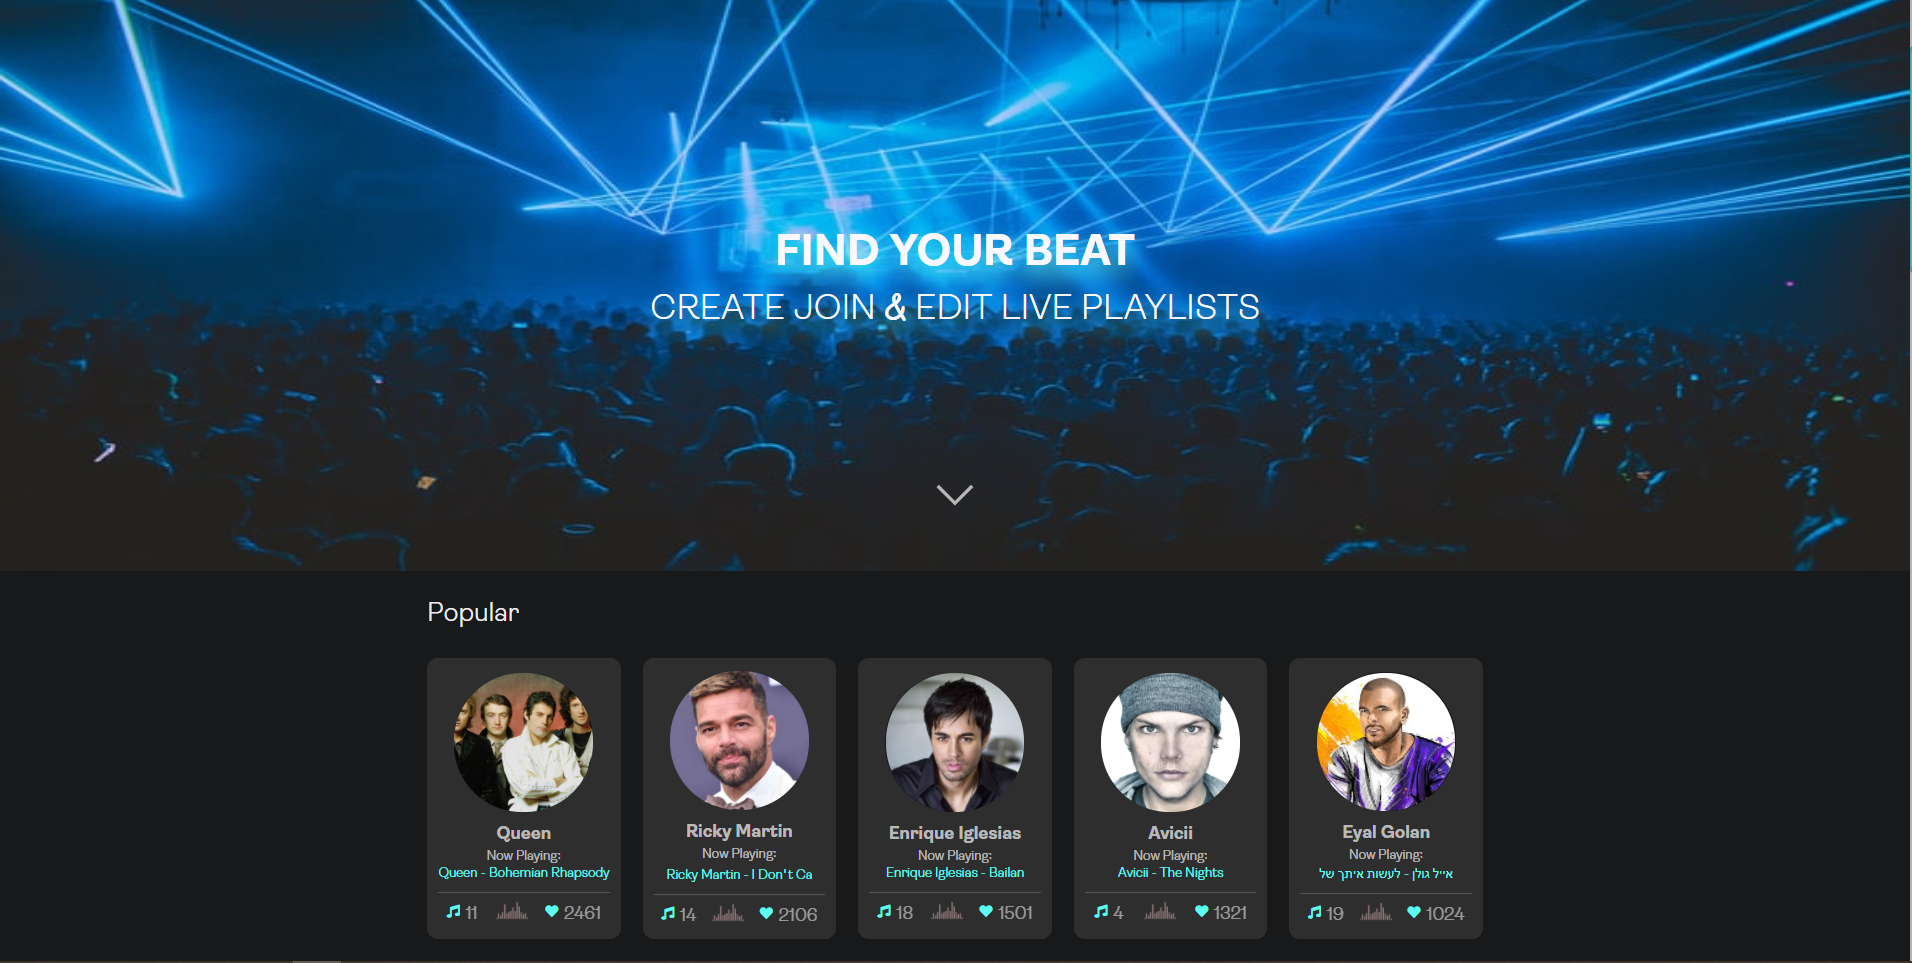 FIND YOUR BEAT
CREATE JOIN & EDIT LIVE PLAYLISTS
Popular
Queen
Now Playing:
Queen - Bohemian Rhapsody
11 2461
Ricky Martin
Now Playing:
Ricky Martin - I Don't Ca
14 2106
Enrique Iglesias
Now Playing:
Enrique Iglesias - Bailan
18 1501
Avicii
Now Playing:
Avicii - The Nights
4 1321
Eyal Golan
Now Playing:
אייל גולן - לעשות איתך של
19 1024